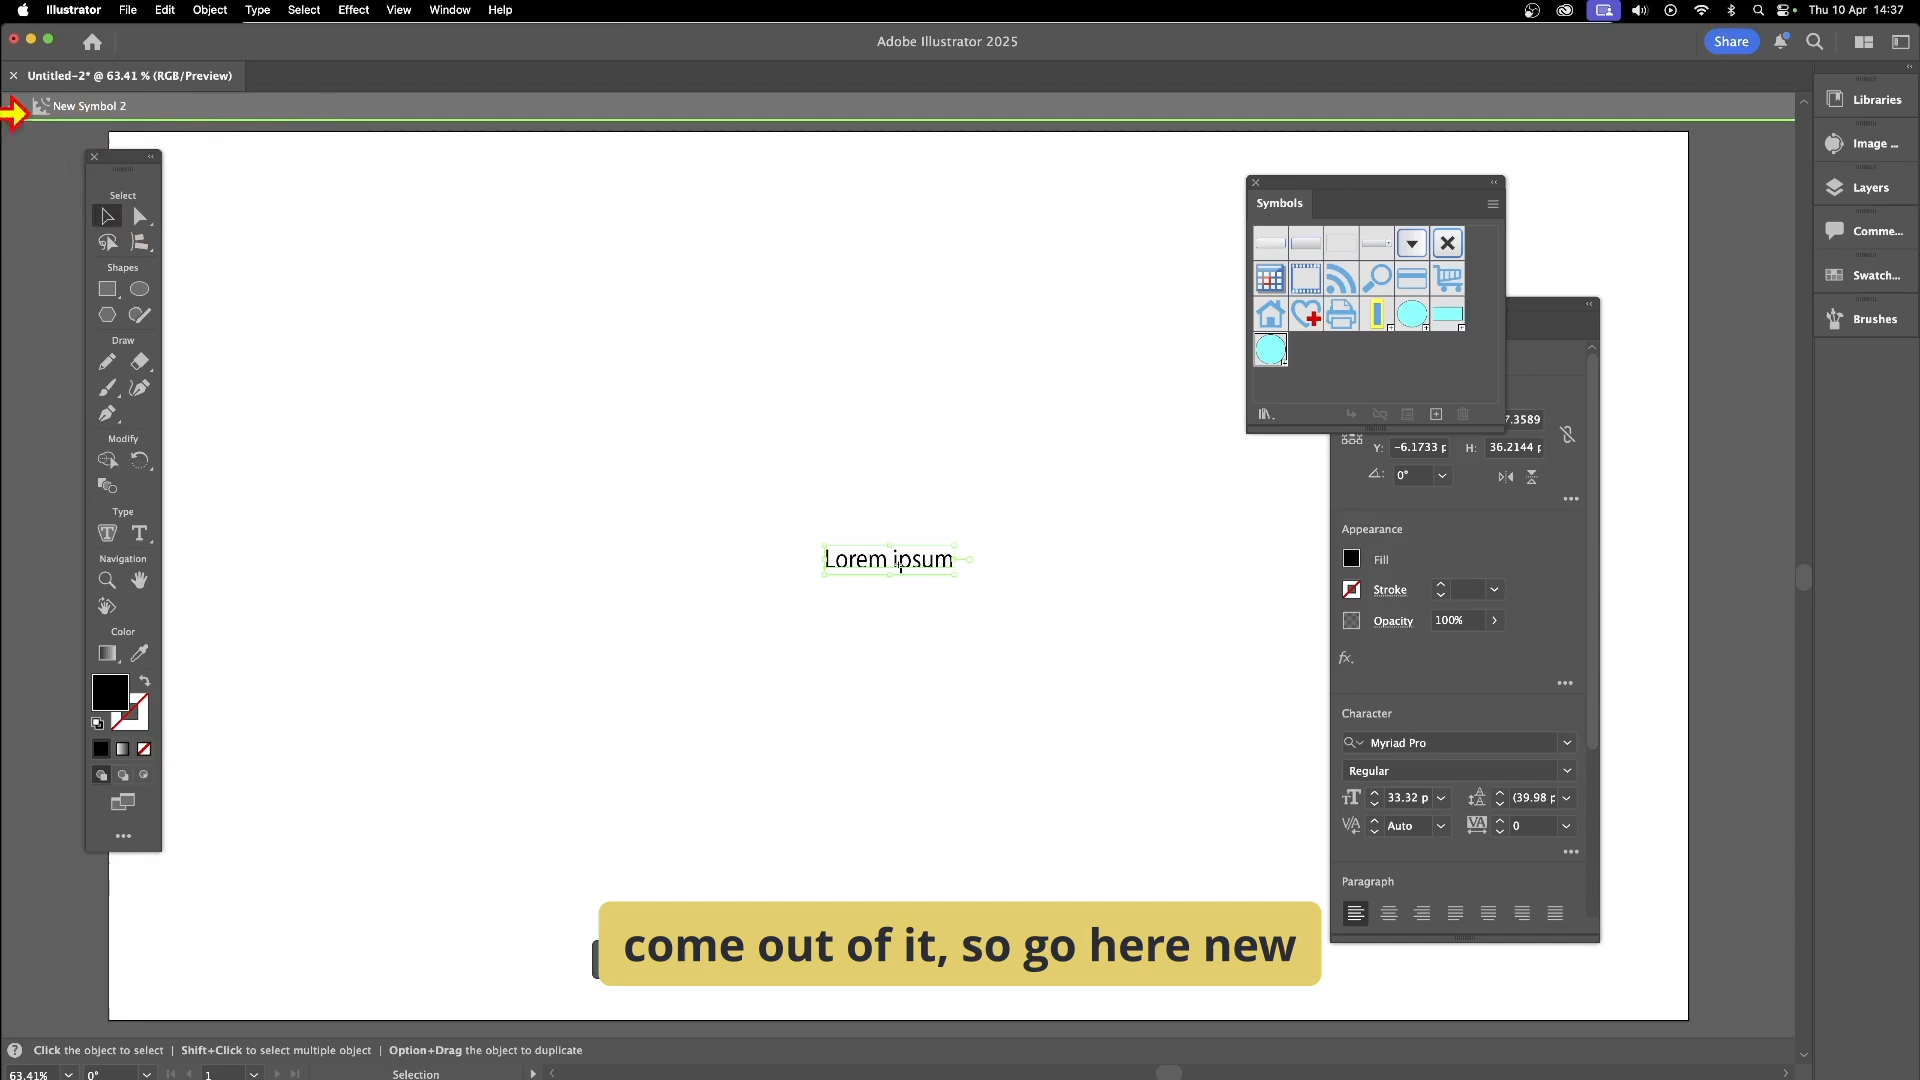 Illustrator File Edit Object Type Select Effect View Window Help
Thu 10 Apr 14:37
Adobe Illustrator 2025
Share
Untitled-2* @ 63.41 % (RGB/Preview)
New Symbol 2
Libraries
Image ...
Layers
Comme...
Swatch...
Brushes
Select
Shapes
Draw
Modify
Type
Navigation
Color
Symbols
7.3589
Y: -6.1733 p H: 36.2144 p
0°
Appearance
Fill
Stroke
Opacity 100%
fx.
Character
Myriad Pro
Regular
33.32 p (39.98 p
Auto 0
Paragraph
Lorem ipsum
come out of it, so go here new
Click the object to select | Shift+Click to select multiple object | Option+Drag the object to duplicate
63.41% 0° 1 Selection